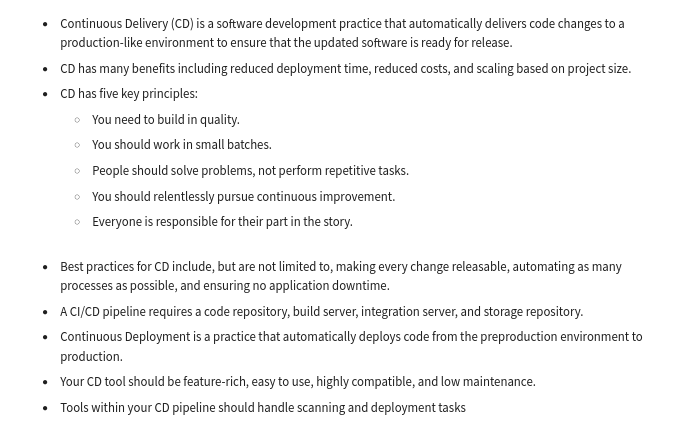 • Continuous Delivery (CD) is a software development practice that automatically delivers code changes to a
production-like environment to ensure that the updated software is ready for release.
• CD has many benefits including reduced deployment time, reduced costs, and scaling based on project size.
• CD has five key principles:
○ You need to build in quality.
○ You should work in small batches.
○ People should solve problems, not perform repetitive tasks.
○ You should relentlessly pursue continuous improvement.
○ Everyone is responsible for their part in the story.
• Best practices for CD include, but are not limited to, making every change releasable, automating as many
processes as possible, and ensuring no application downtime.
• A CI/CD pipeline requires a code repository, build server, integration server, and storage repository.
• Continuous Deployment is a practice that automatically deploys code from the preproduction environment to
production.
• Your CD tool should be feature-rich, easy to use, highly compatible, and low maintenance.
• Tools within your CD pipeline should handle scanning and deployment tasks